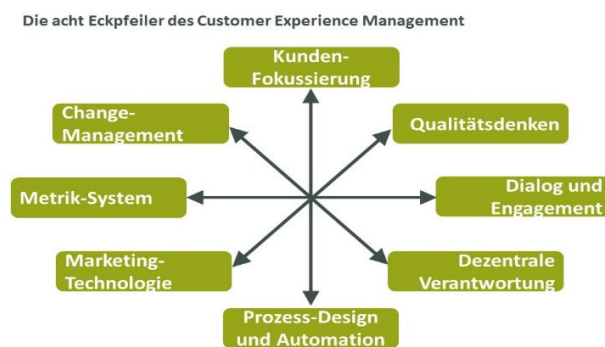 Die acht Eckpfeiler des Customer Experience Management
Kunden-
Fokussierung
Change-
Management
Qualitätsdenken
Metrik-System
Dialog und
Engagement
Marketing-
Technologie
Dezentrale
Verantwortung
Prozess-Design
und Automation